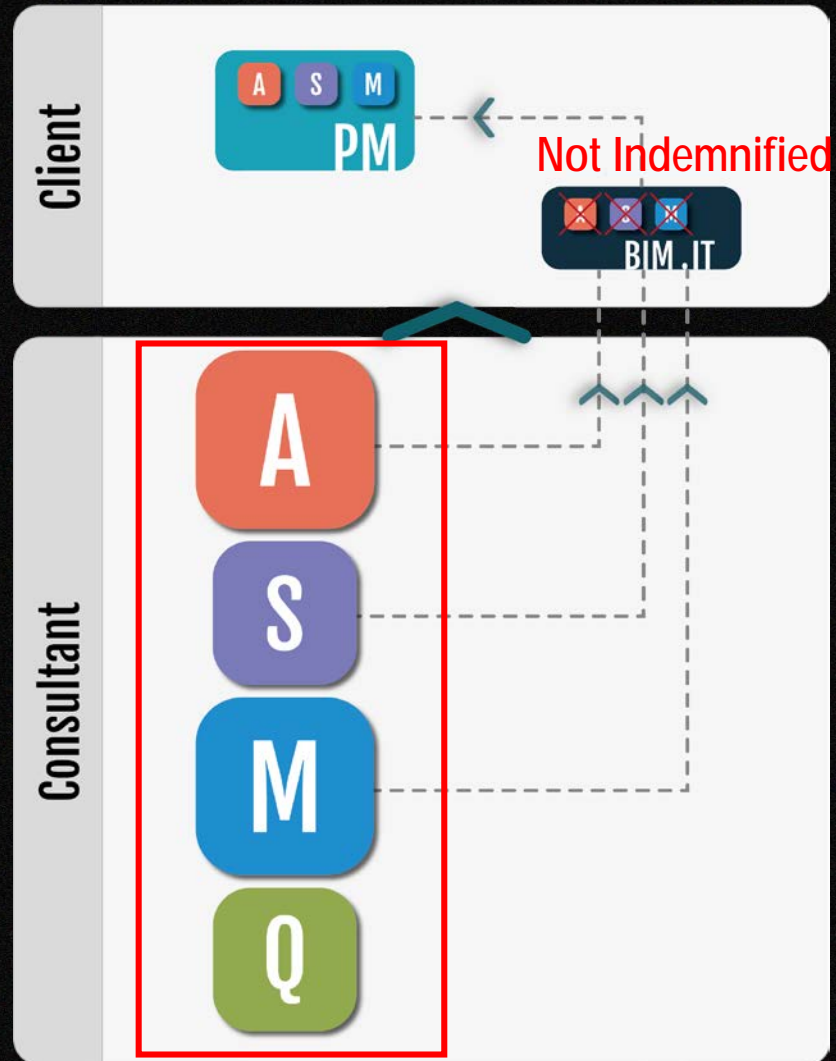 Client
A S M
PM
Not Indemnified
A S M
BIM.IT
Consultant
A
S
M
Q